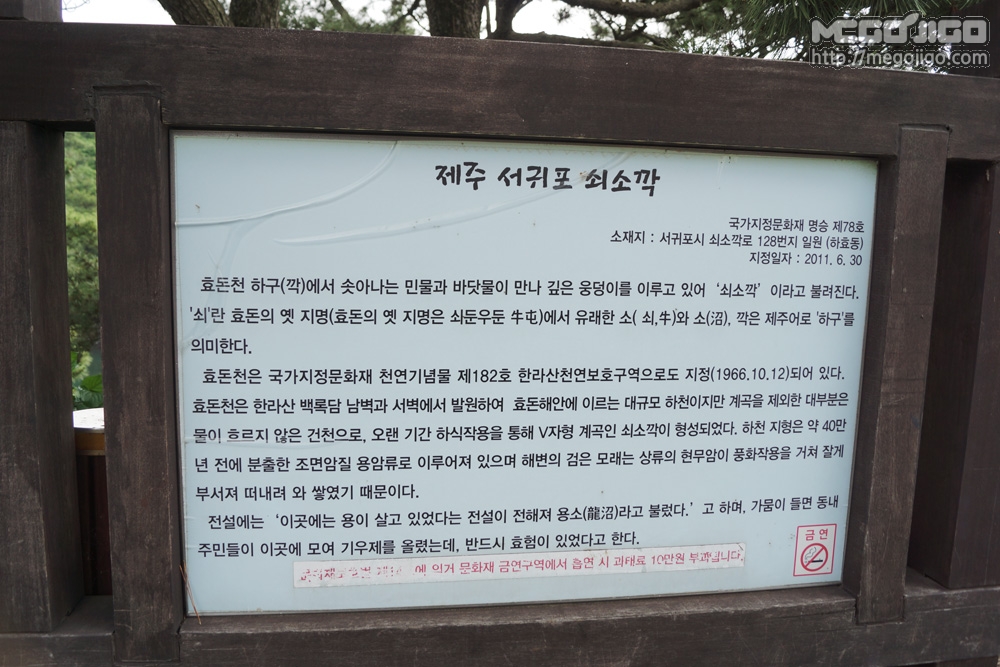 MEGOJIGO
http://meggjigo.com
제주 서귀포 쇠소깍
국가지정문화재 명승 제78호
소재지 : 서귀포시 쇠소깍로 128번지 일원 (하효동)
지정일자 : 2011. 6. 30
효돈천 하구(깍)에서 솟아나는 민물과 바닷물이 만나 깊은 웅덩이를 이루고 있어 ‘쇠소깍’ 이라고 불려진다.
'쇠'란 효돈의 옛 지명(효돈의 옛 지명은 쇠둔우둔 牛屯)에서 유래한 소( 쇠,牛)와 소(沼), 깍은 제주어로 '하구'를
의미한다.
효돈천은 국가지정문화재 천연기념물 제182호 한라산천연보호구역으로도 지정(1966.10.12)되어 있다.
효돈천은 한라산 백록담 남벽과 서벽에서 발원하여 효돈해안에 이르는 대규모 하천이지만 계곡을 제외한 대부분은
물이 흐르지 않은 건천으로, 오랜 기간 하식작용을 통해 V자형 계곡인 쇠소깍이 형성되었다. 하천 지형은 약 40만
년 전에 분출한 조면암질 용암류로 이루어져 있으며 해변의 검은 모래는 상류의 현무암이 풍화작용을 거쳐 잘게
부서져 떠내려 와 쌓였기 때문이다.
전설에는 ‘이곳에는 용이 살고 있었다는 전설이 전해져 용소(龍沼)라고 불렀다.’ 고 하며, 가뭄이 들면 동내
주민들이 이곳에 모여 기우제를 올렸는데, 반드시 효험이 있었다고 한다.
에 의거 문화재 금연구역에서 흡연 시 과태료 10만원 부과됩니다
금 연